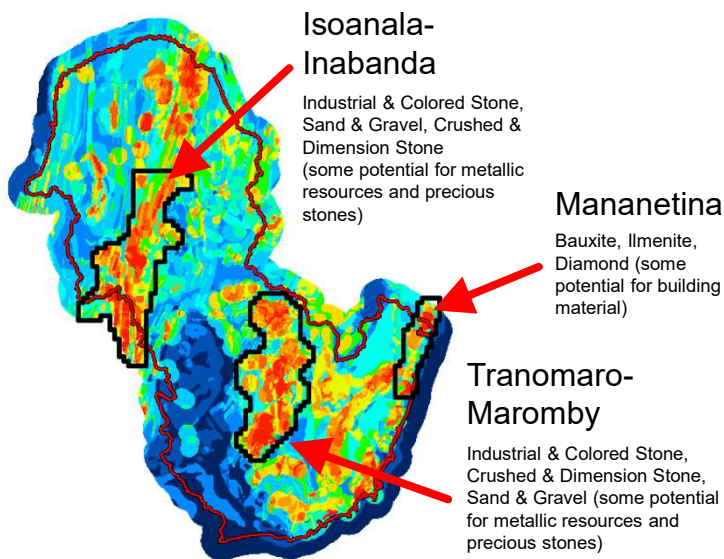 Isoanala-
Inabanda
Industrial & Colored Stone,
Sand & Gravel, Crushed &
Dimension Stone
(some potential for metallic
resources and precious
stones)
Mananetina
Bauxite, Ilmenite,
Diamond (some
potential for building
material)
Tranomaro-
Maromby
Industrial & Colored Stone,
Crushed & Dimension Stone,
Sand & Gravel (some potential
for metallic resources and
precious stones)